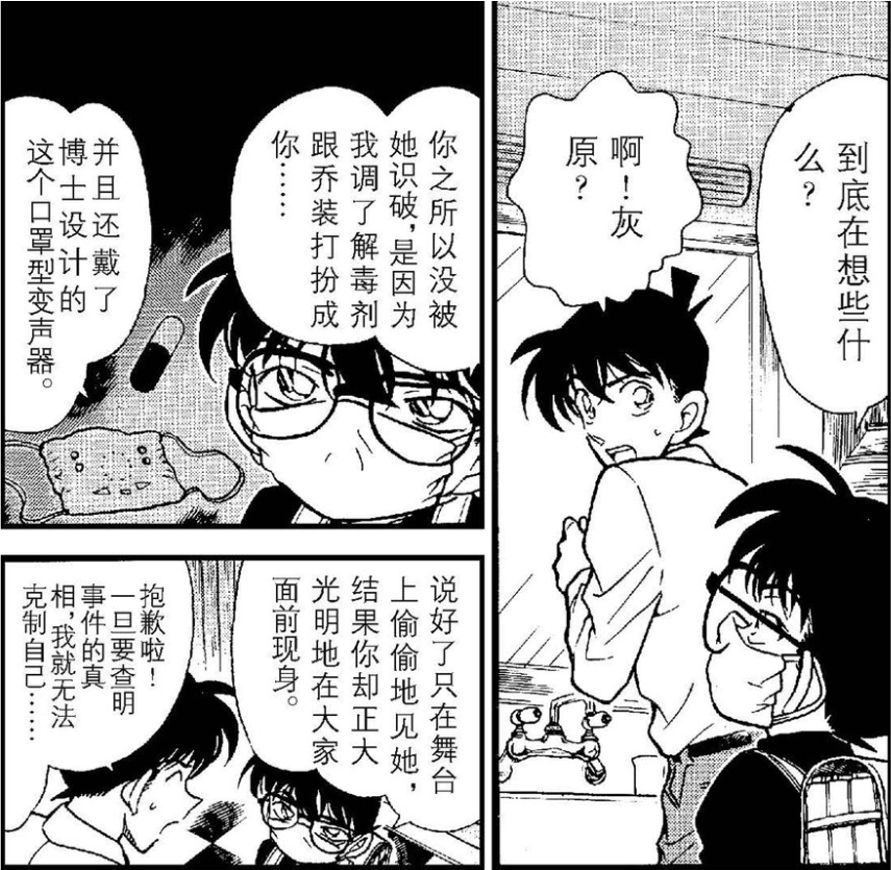 到底在想些什
么？
啊！灰
原？
你之所以没被
她识破，是因为
我调了解毒剂
跟乔装打扮成
你……
并且还戴了
博士设计的
这个口罩型变声器。
说好了只在舞台
上偷偷地见她，
结果你却正大
光明地在大家
面前现身。
抱歉啦！
一旦要查明
事件的真
相，我就无法
克制自己……